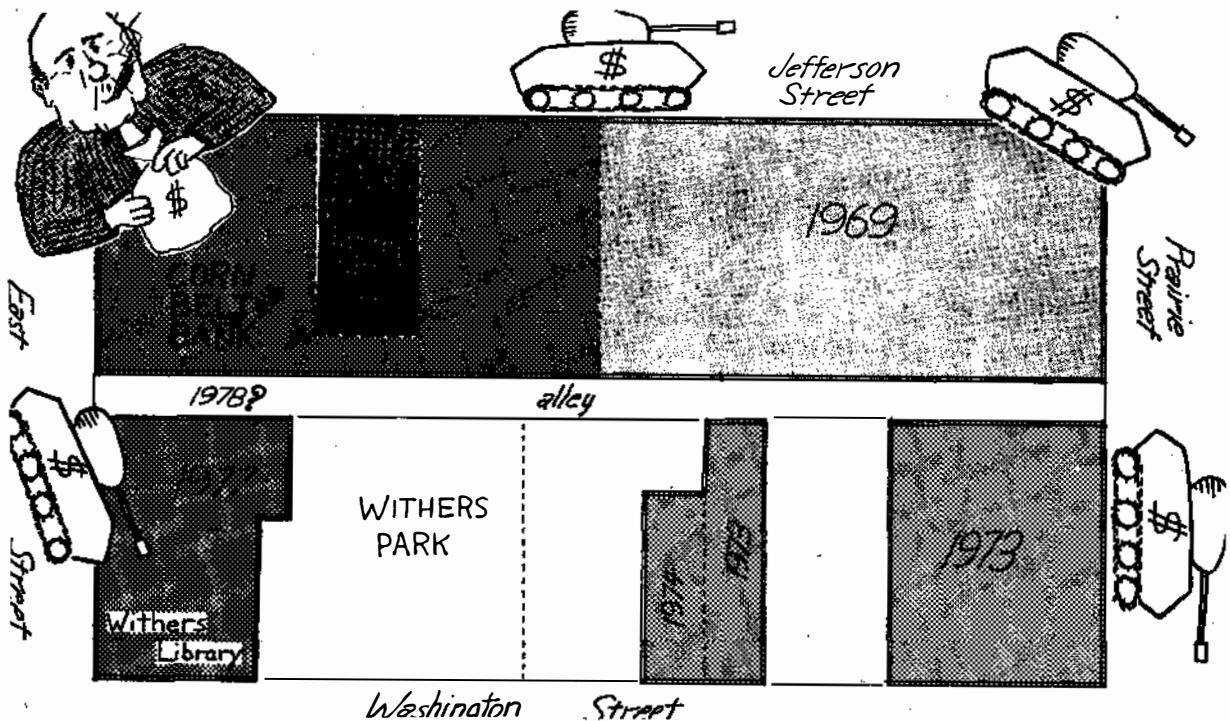 $
$
$
Jefferson
Street
1969
CORN
BELT
BANK
Prairie
Street
East
Street
1978?
alley
$
1977
WITHERS
PARK
1974
1973
1973
$
Withers
Library
Washington Street